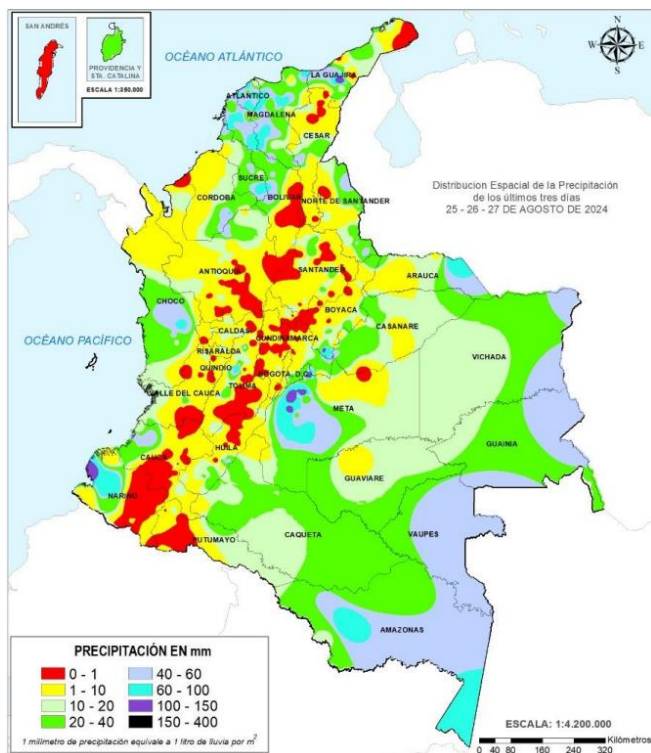 SAN ANDRÉS
PROVIDENCIA Y
STA. CATALINA
ESCALA 1:350.000
OCÉANO ATLÁNTICO
N
W
E
S
LA GUAJIRA
ATLANTICO
MAGDALENA
CESAR
SUCRE
CORDOBA
BOLIVAR
NORTE DE SANTANDER
Distribucion Espacial de la Precipitación
de los últimos tres días
25 - 26 - 27 DE AGOSTO DE 2024
ANTIOQUIA
SANTANDER
ARAUCA
CHOCO
BOYACA
CASANARE
OCÉANO PACÍFICO
CALDAS
CUNDINAMARCA
VICHADA
RISARALDA
QUINDIO
BOGOTA, D.C.
TOLIMA
VALLE DEL CAUCA
META
GUAINIA
HUILA
CAUCA
GUAVIARE
NARIÑO
PUTUMAYO
CAQUETA
VAUPES
AMAZONAS
PRECIPITACIÓN EN mm
0 - 1
40 - 60
1 - 10
60 - 100
10 - 20
100 - 150
20 - 40
150 - 400
1 milimetro de precipitación equivale a 1 litro de lluvia por m²
ESCALA: 1:4.200.000
Kilómetros
0 40 80 160 240 320